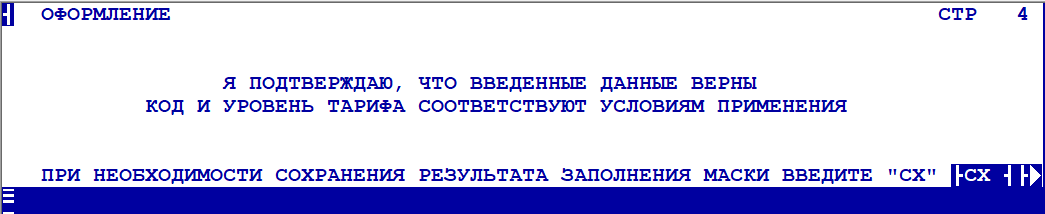 ОФОРМЛЕНИЕ СТР 4
Я ПОДТВЕРЖДАЮ, ЧТО ВВЕДЕННЫЕ ДАННЫЕ ВЕРНЫ
КОД И УРОВЕНЬ ТАРИФА СООТВЕТСТВУЮТ УСЛОВИЯМ ПРИМЕНЕНИЯ
ПРИ НЕОБХОДИМОСТИ СОХРАНЕНИЯ РЕЗУЛЬТАТА ЗАПОЛНЕНИЯ МАСКИ ВВЕДИТЕ "СХ" СХ